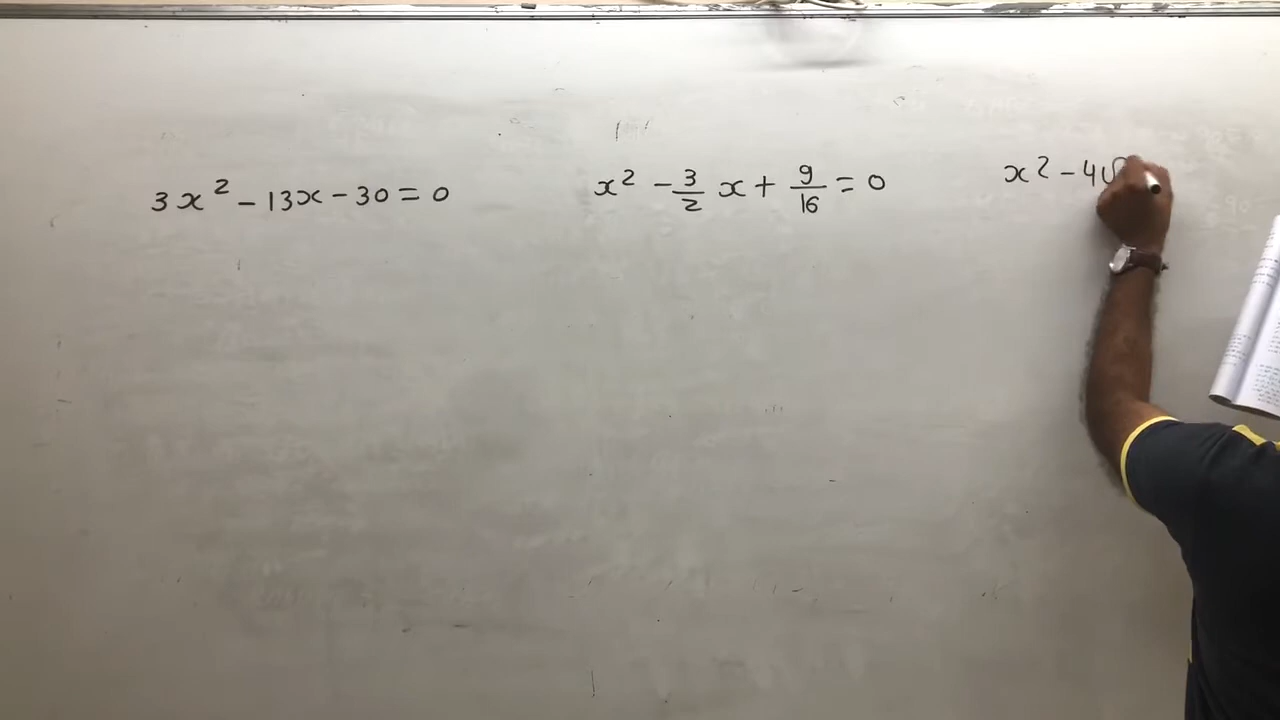 3x² - 13x - 30 = 0
x² - 3/2 x + 9/16 = 0
x² - 4